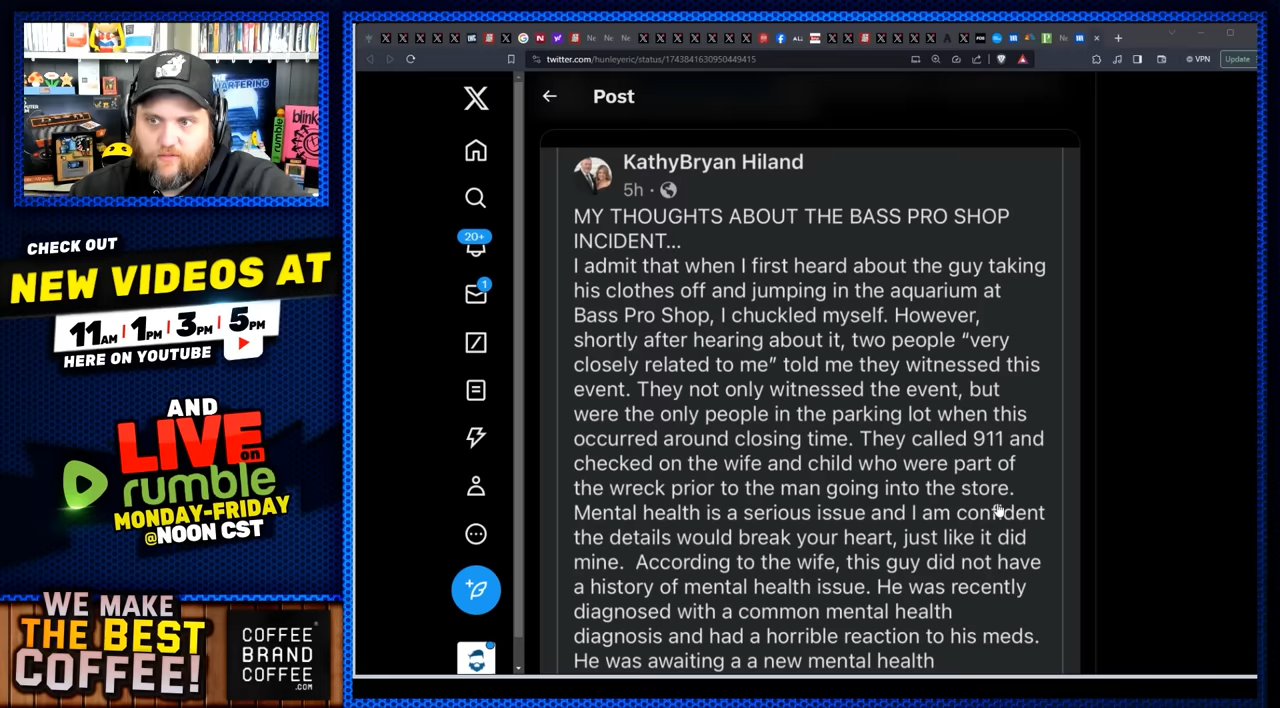 QUARTERING
blink
rumble
CHECK OUT
NEW VIDEOS AT
11AM | 1PM | 3PM | 5PM
HERE ON YOUTUBE
AND
LIVE on
rumble
MONDAY-FRIDAY
@NOON CST
WE MAKE
THE BEST
COFFEE!
COFFEE
BRAND
COFFEE
.COM
twitter.com/hunleyeric/status/1743841630950449415
VPN
Update
20+
1
Post
KathyBryan Hiland
5h ·
MY THOUGHTS ABOUT THE BASS PRO SHOP
INCIDENT...
I admit that when I first heard about the guy taking
his clothes off and jumping in the aquarium at
Bass Pro Shop, I chuckled myself. However,
shortly after hearing about it, two people “very
closely related to me” told me they witnessed this
event. They not only witnessed the event, but
were the only people in the parking lot when this
occurred around closing time. They called 911 and
checked on the wife and child who were part of
the wreck prior to the man going into the store.
Mental health is a serious issue and I am confident
the details would break your heart, just like it did
mine.  According to the wife, this guy did not have
a history of mental health issue. He was recently
diagnosed with a common mental health
diagnosis and had a horrible reaction to his meds.
He was awaiting a a new mental health